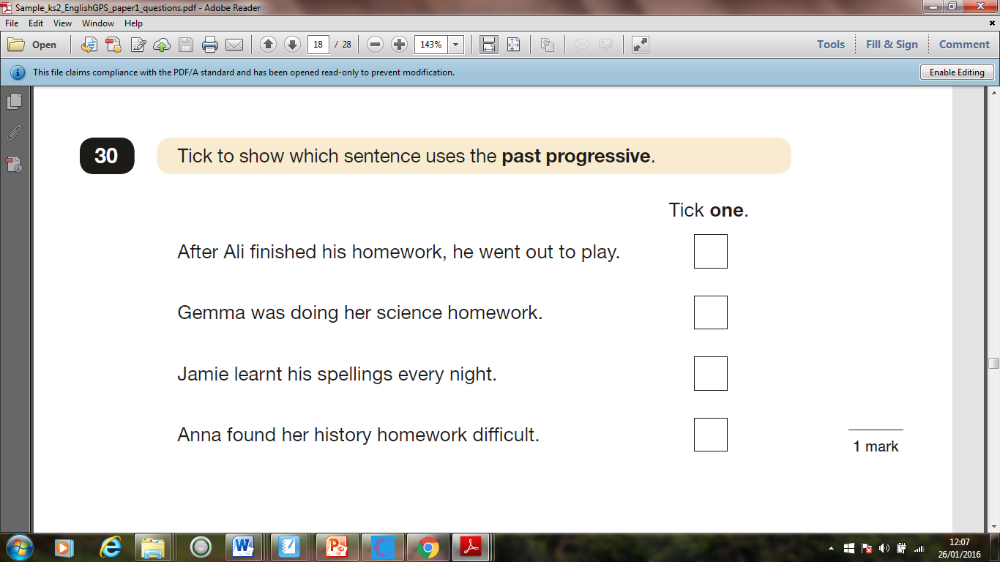 Sample_ks2_EnglishGPS_paper1_questions.pdf - Adobe Reader
File Edit View Window Help
Open 18 / 28 143% Tools Fill & Sign Comment
This file claims compliance with the PDF/A standard and has been opened read-only to prevent modification. Enable Editing
30 Tick to show which sentence uses the past progressive.
Tick one.
After Ali finished his homework, he went out to play.
Gemma was doing her science homework.
Jamie learnt his spellings every night.
Anna found her history homework difficult.
1 mark
12:07
26/01/2016